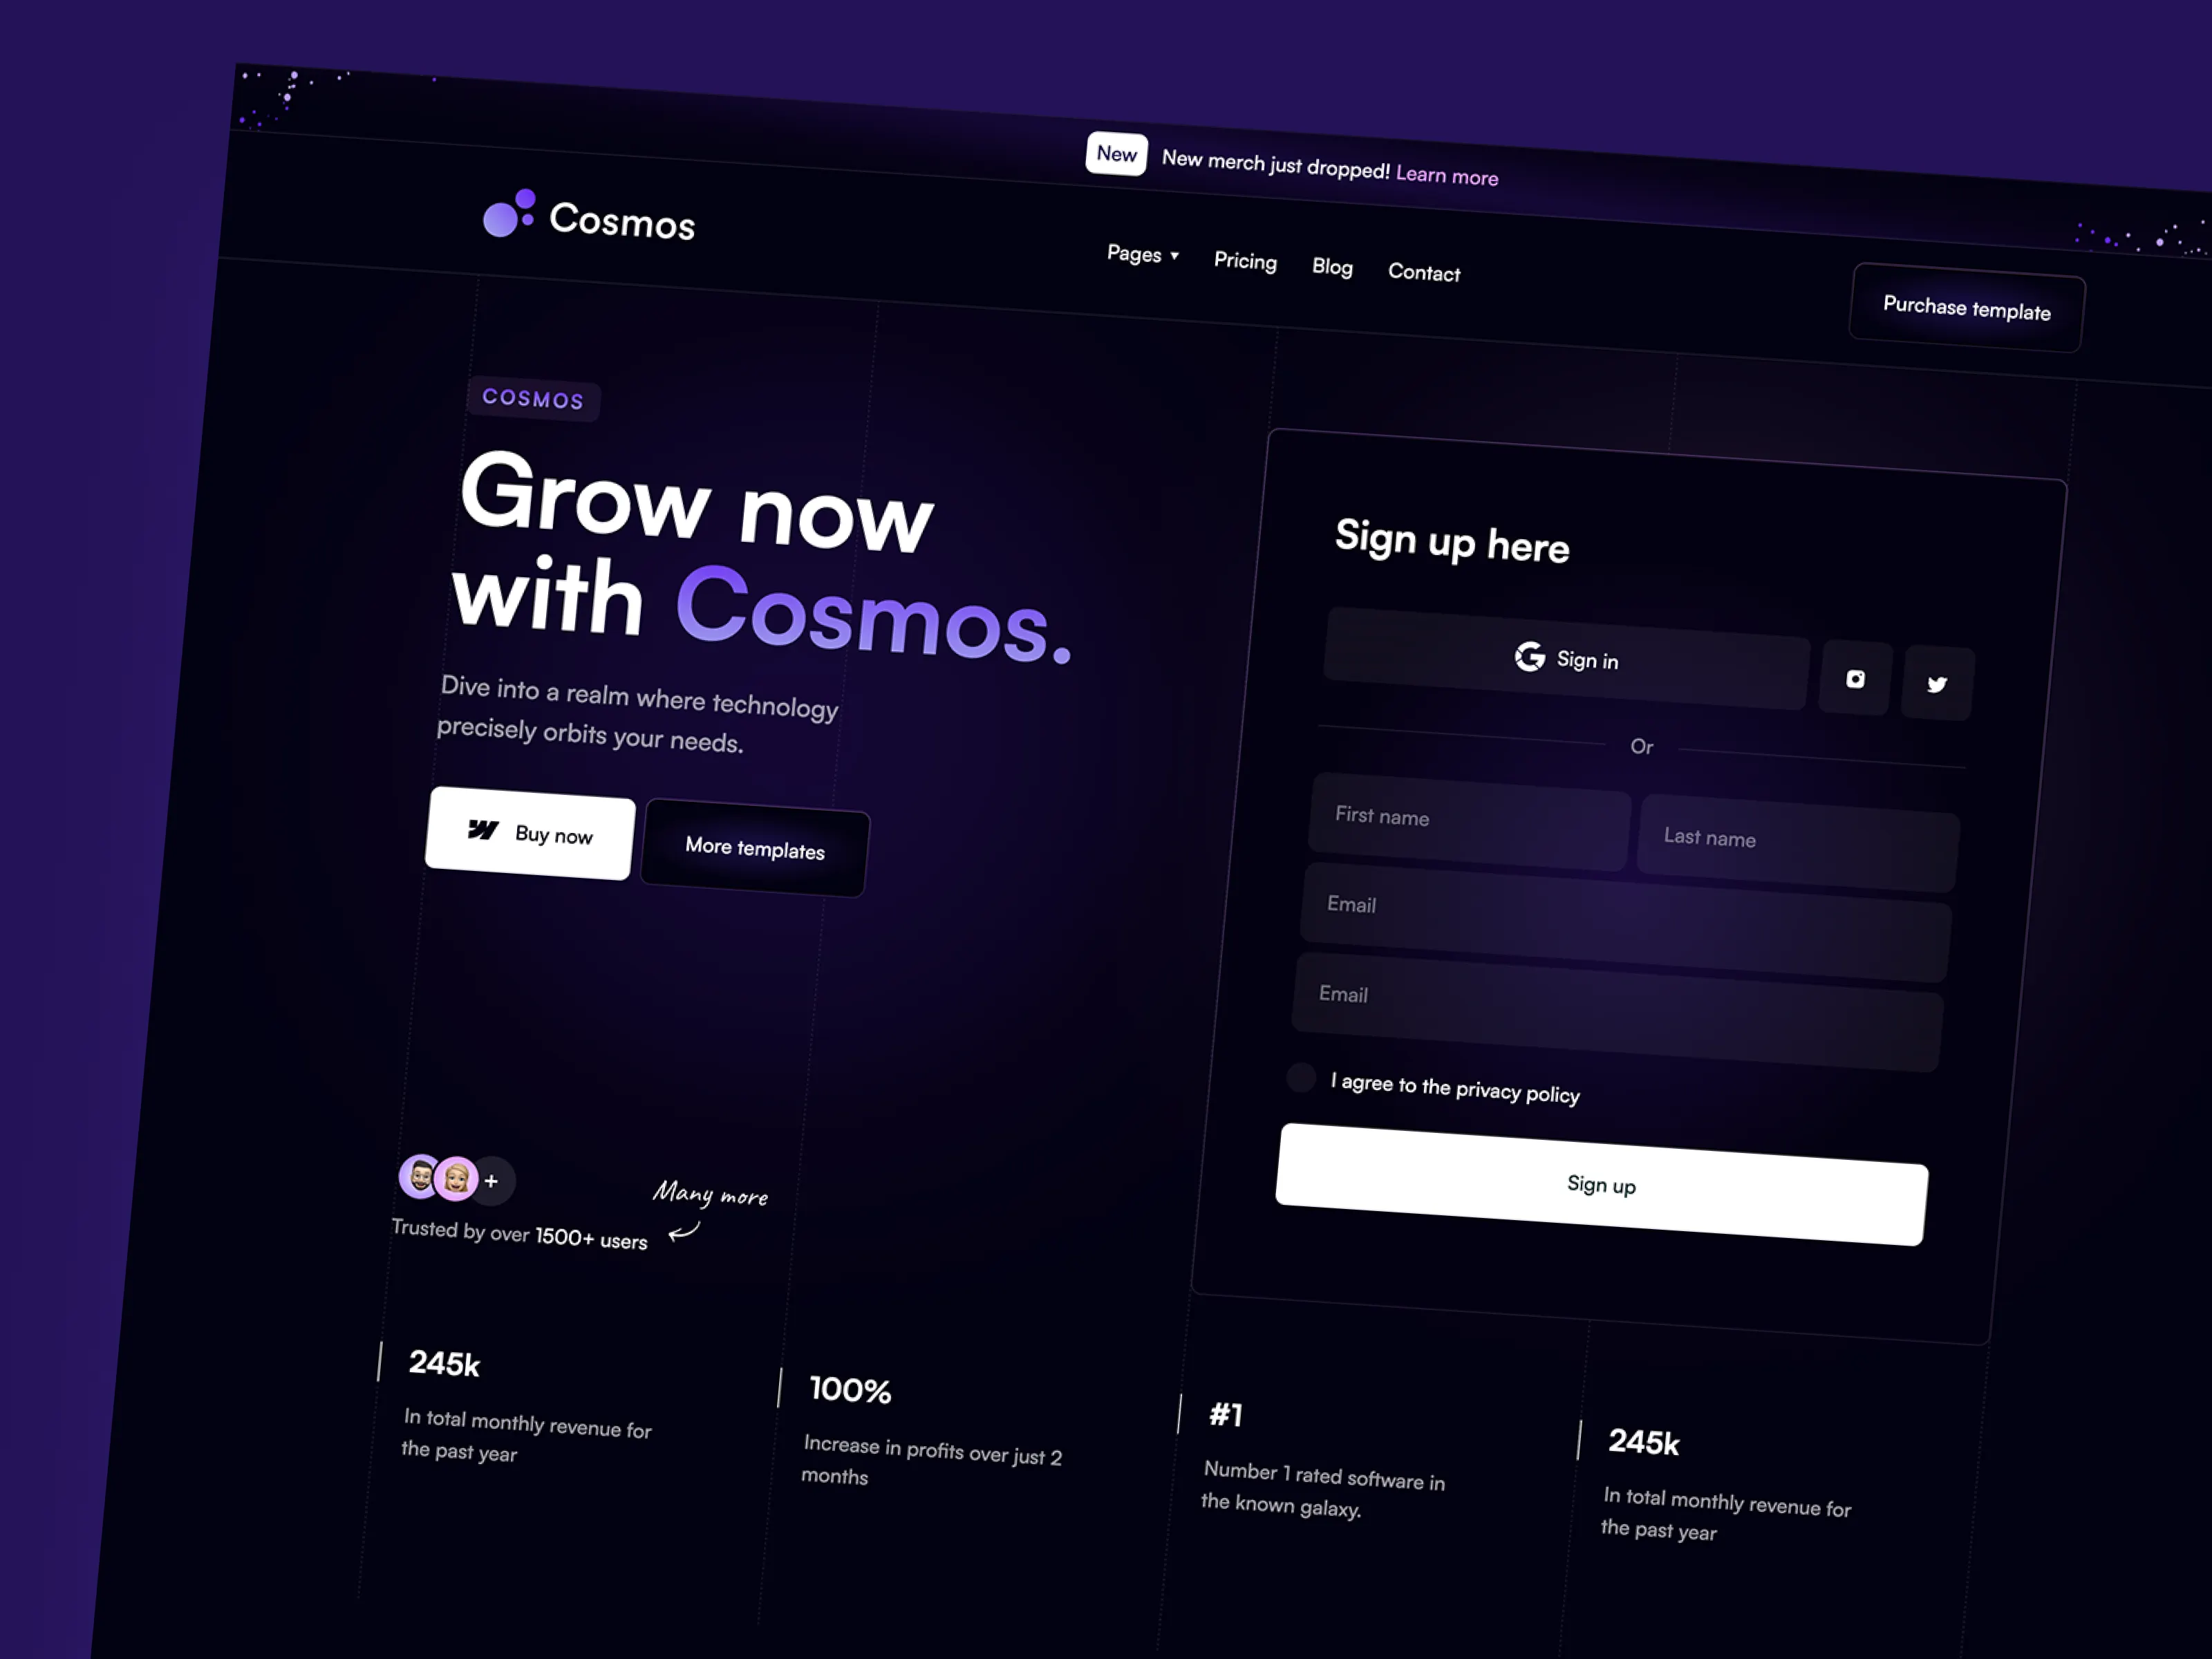 New New merch just dropped! Learn more
Cosmos
Pages Pricing Blog Contact
Purchase template
COSMOS
Grow now
with Cosmos.
Dive into a realm where technology
precisely orbits your needs.
Buy now
More templates
Many more
Trusted by over 1500+ users
Sign up here
Sign in
Or
First name
Last name
Email
Email
I agree to the privacy policy
Sign up
245k
In total monthly revenue for
the past year
100%
Increase in profits over just 2
months
#1
Number 1 rated software in
the known galaxy.
245k
In total monthly revenue for
the past year